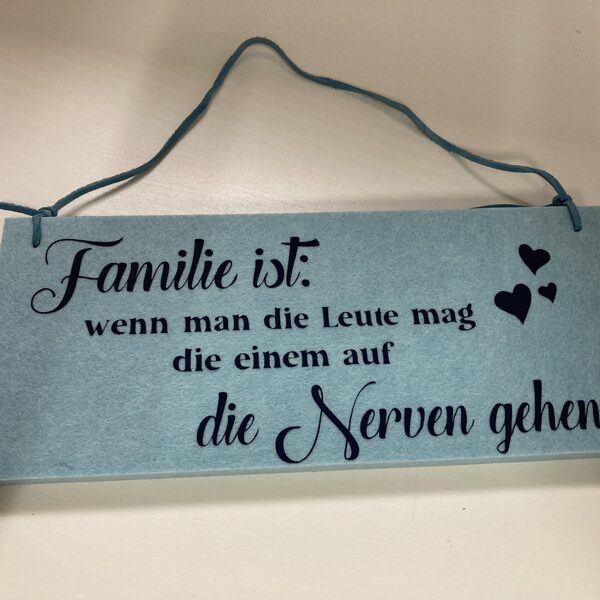 Familie ist:
wenn man die Leute mag
die einem auf
die Nerven gehen